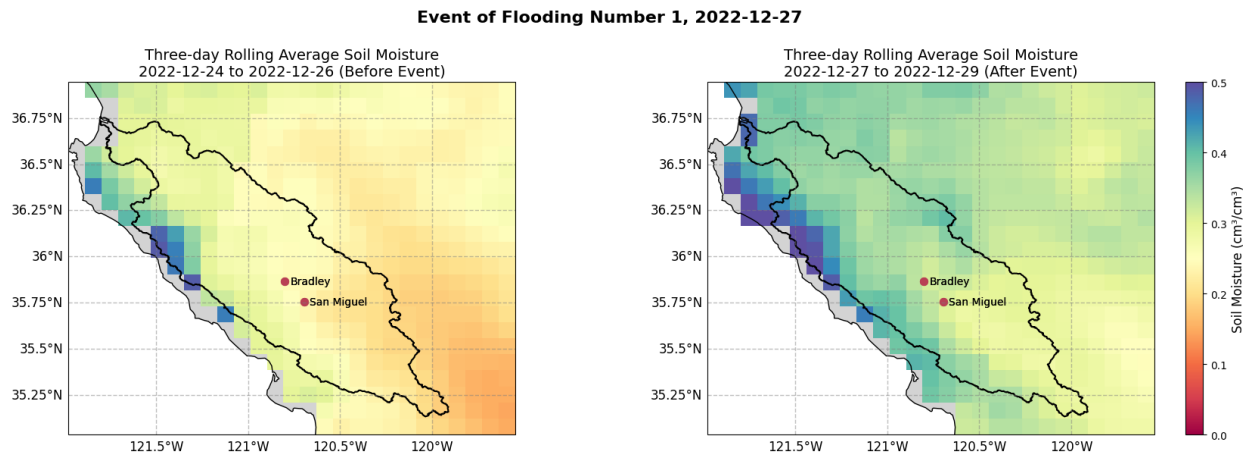 Event of Flooding Number 1, 2022-12-27
Three-day Rolling Average Soil Moisture
2022-12-24 to 2022-12-26 (Before Event)
36.75°N
36.5°N
36.25°N
36°N
35.75°N
35.5°N
35.25°N
121.5°W
121°W
120.5°W
120°W
Bradley
San Miguel
Three-day Rolling Average Soil Moisture
2022-12-27 to 2022-12-29 (After Event)
36.75°N
36.5°N
36.25°N
36°N
35.75°N
35.5°N
35.25°N
121.5°W
121°W
120.5°W
120°W
Bradley
San Miguel
0.5
0.4
0.3
0.2
0.1
0.0
Soil Moisture (cm³/cm³)